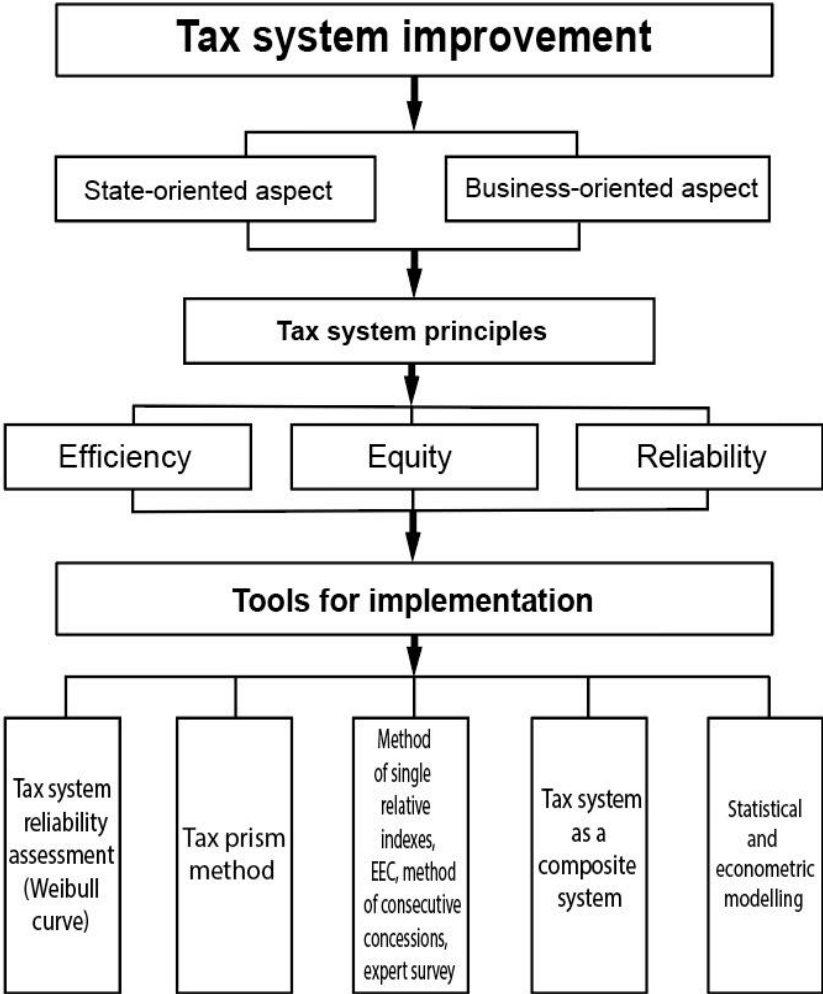 Tax system improvement
State-oriented aspect
Business-oriented aspect
Tax system principles
Efficiency
Equity
Reliability
Tools for implementation
Tax system
reliability
assessment
(Weibull
curve)
Tax prism
method
Method
of single
relative
indexes,
EEC, method
of consecutive
concessions,
expert survey
Tax system
as a
composite
system
Statistical
and
econometric
modelling